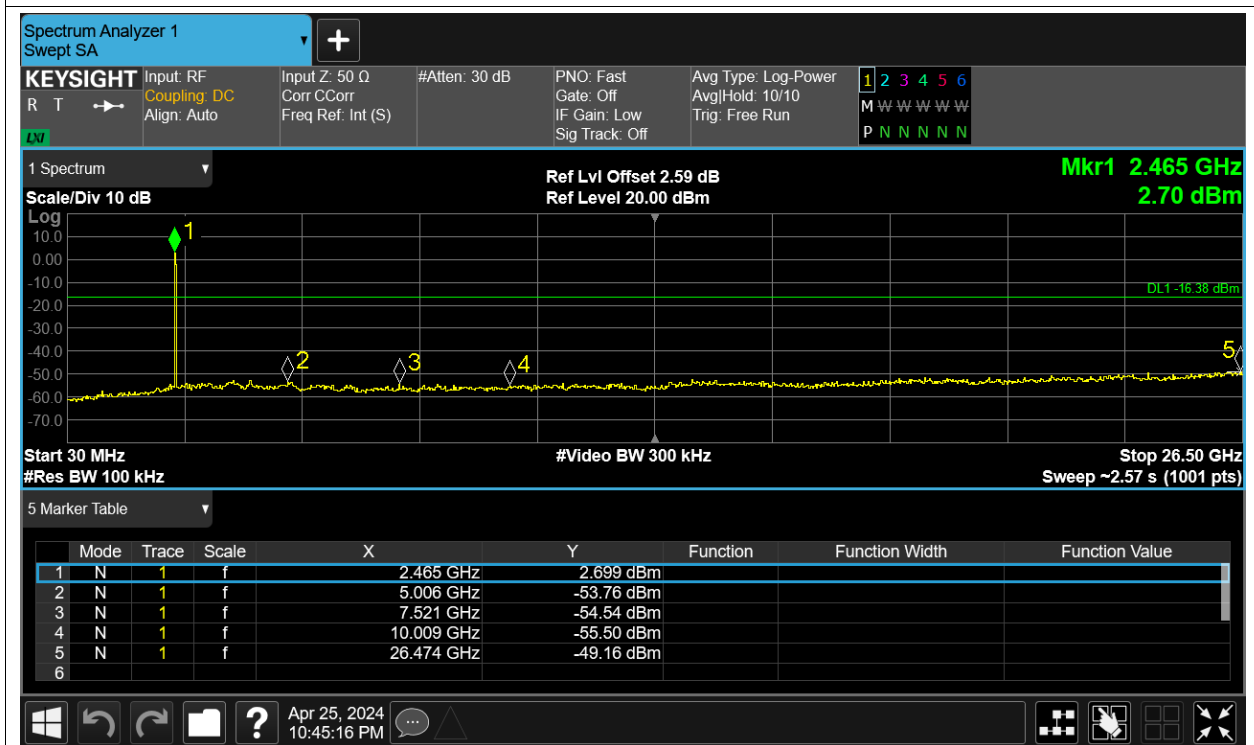 Spectrum Analyzer 1
Swept SA
+
KEYSIGHT Input: RF Input Z: 50 Ω #Atten: 30 dB PNO: Fast Avg Type: Log-Power 1 2 3 4 5 6
R T Coupling: DC Corr CCorr Gate: Off Avg|Hold: 10/10 M W W W W W
Align: Auto Freq Ref: Int (S) IF Gain: Low Trig: Free Run
LXI Sig Track: Off P N N N N N
1 Spectrum Ref Lvl Offset 2.59 dB Mkr1 2.465 GHz
Scale/Div 10 dB Ref Level 20.00 dBm 2.70 dBm
Log
10.0 1
0.00
-10.0 DL1 -16.38 dBm
-20.0
-30.0
-40.0 2 3 4 5
-50.0
-60.0
-70.0
Start 30 MHz #Video BW 300 kHz Stop 26.50 GHz
#Res BW 100 kHz Sweep ~2.57 s (1001 pts)
5 Marker Table
Mode Trace Scale X Y Function Function Width Function Value
1 N 1 f 2.465 GHz 2.699 dBm
2 N 1 f 5.006 GHz -53.76 dBm
3 N 1 f 7.521 GHz -54.54 dBm
4 N 1 f 10.009 GHz -55.50 dBm
5 N 1 f 26.474 GHz -49.16 dBm
6
? Apr 25, 2024
10:45:16 PM